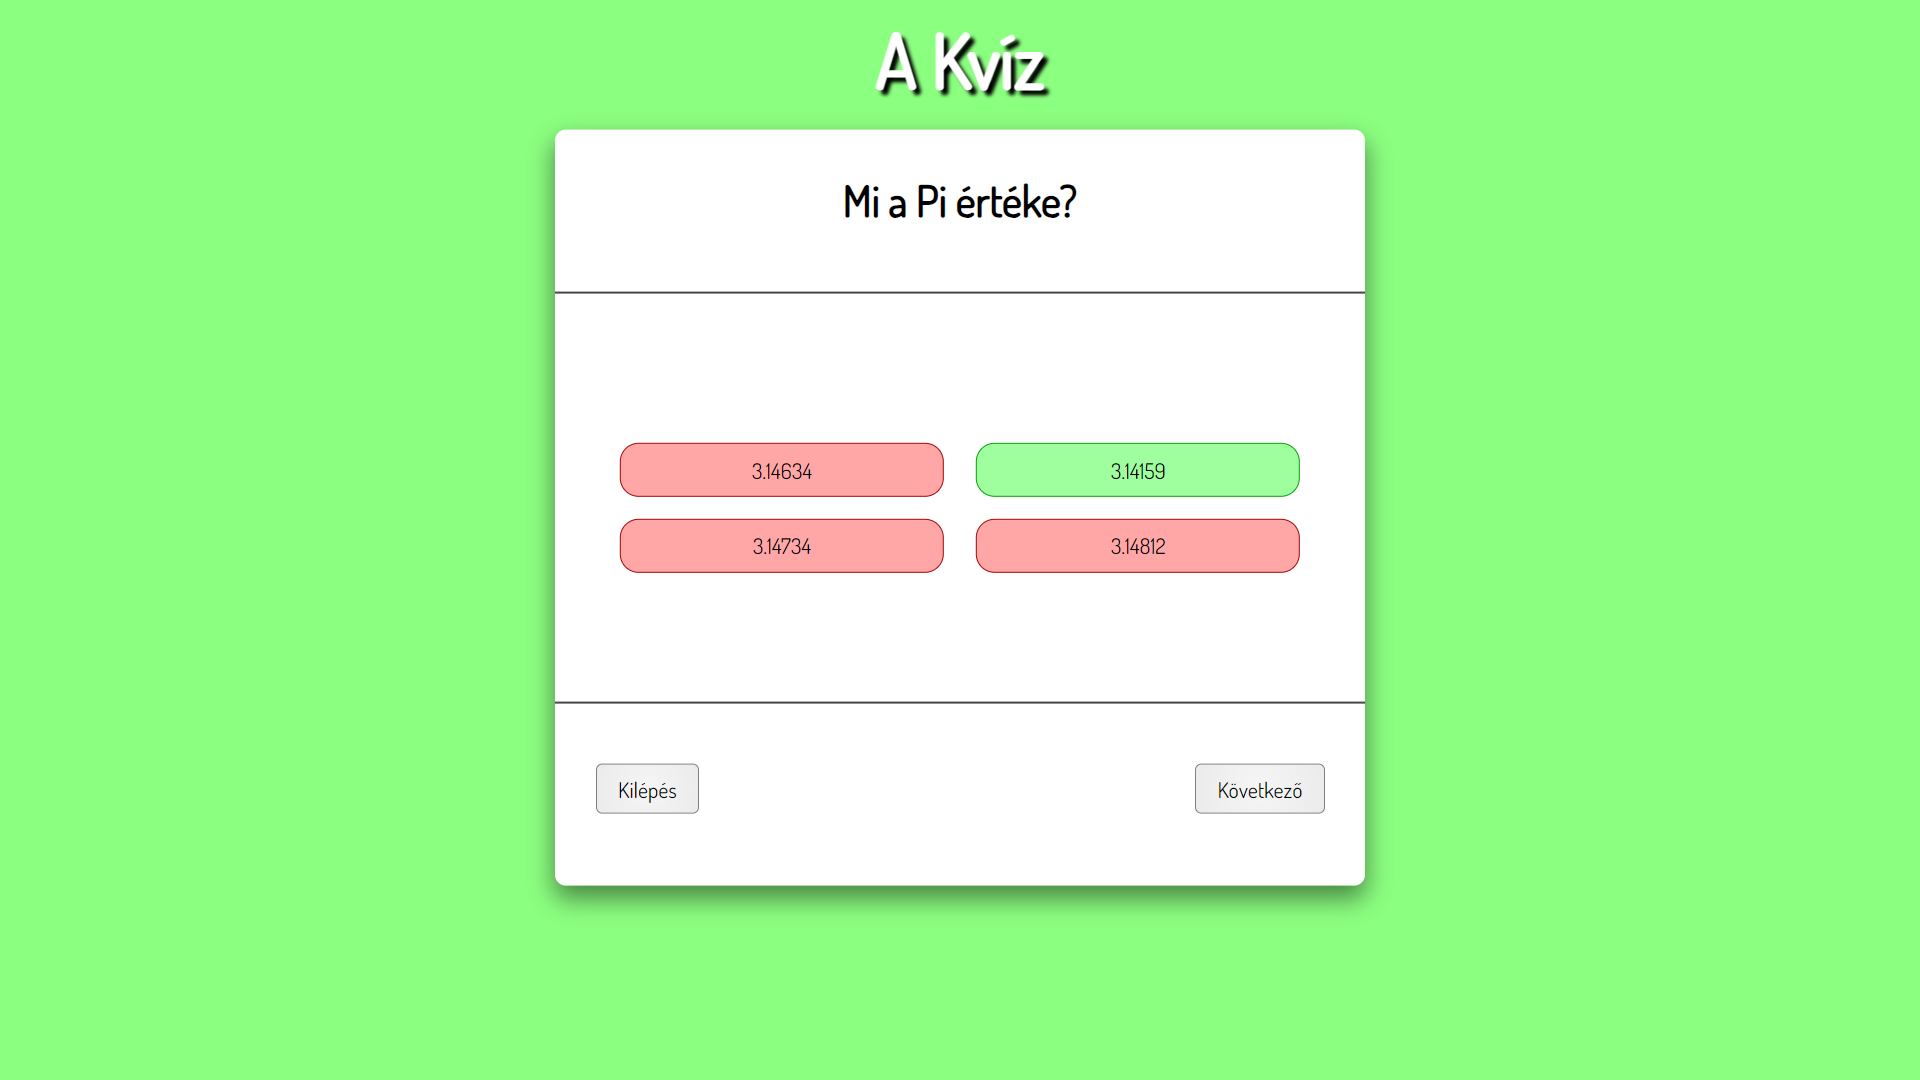 A Kvíz
Mi a Pi értéke?
3.14634
3.14159
3.14734
3.14812
Kilépés
Következő